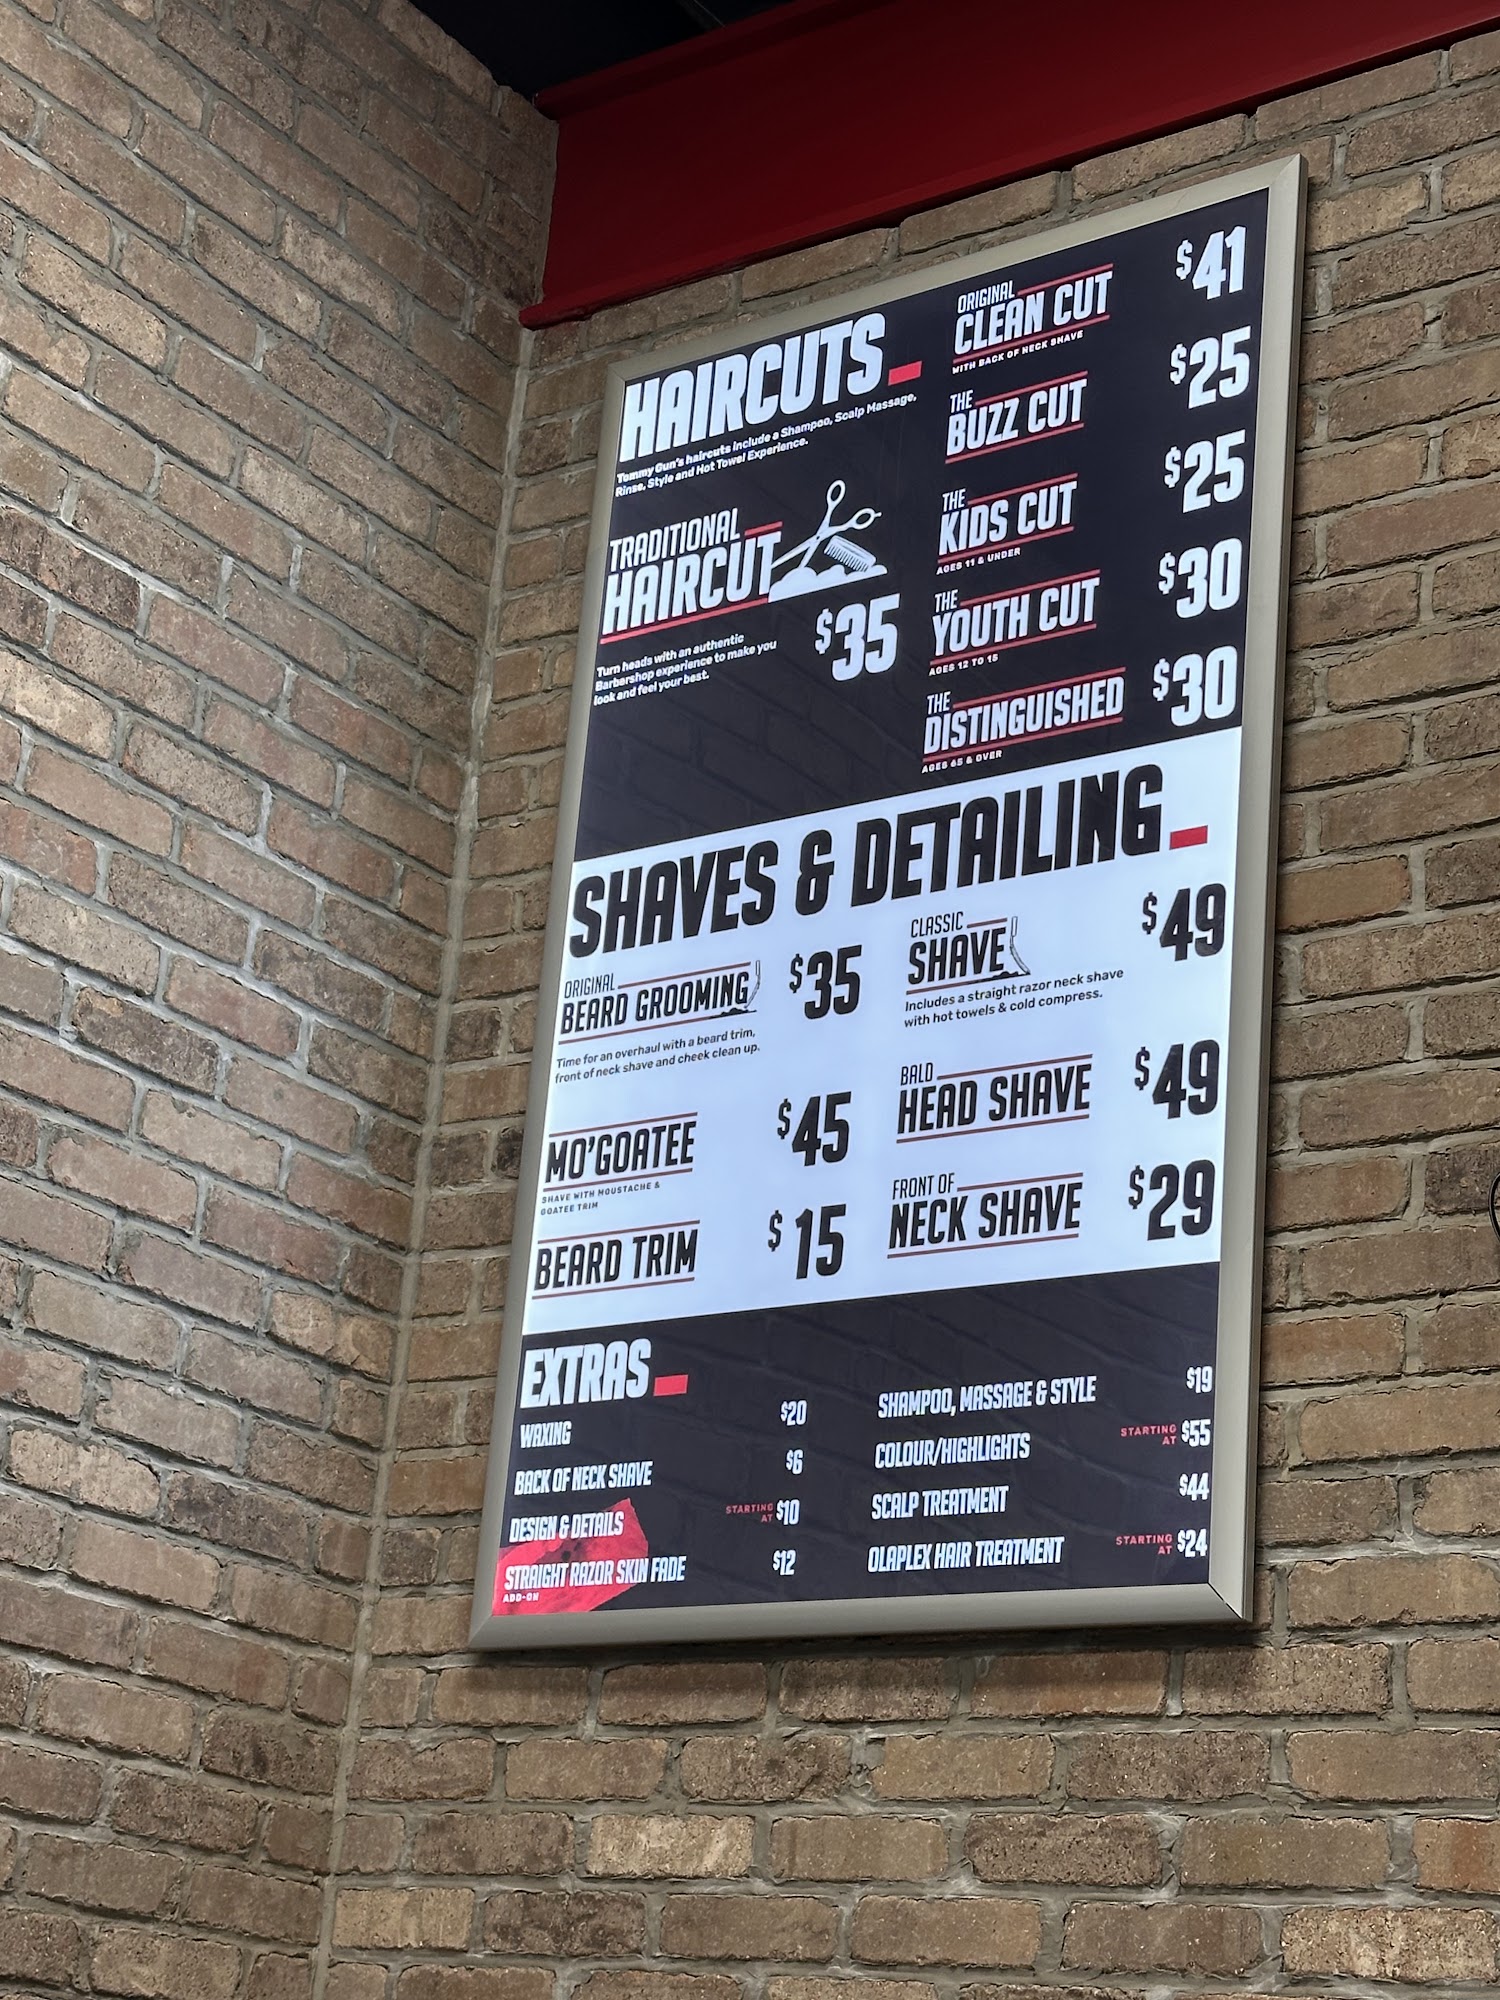 HAIRCUTS
Tommy Gun's haircuts include a Shampoo, Scalp Massage,
Rinse, Style and Hot Towel Experience.
TRADITIONAL
HAIRCUT
$35
Turn heads with an authentic
Barbershop experience to make you
look and feel your best.
ORIGINAL
CLEAN CUT
WITH BACK OF NECK SHAVE
$41
THE
BUZZ CUT
$25
THE
KIDS CUT
AGES 11 & UNDER
$25
THE
YOUTH CUT
AGES 12 TO 15
$30
THE
DISTINGUISHED
AGES 65 & OVER
$30
SHAVES & DETAILING
ORIGINAL
BEARD GROOMING
$35
Time for an overhaul with a beard trim,
front of neck shave and cheek clean up.
MO'GOATEE
$45
SHAVE WITH MOUSTACHE &
GOATEE TRIM
BEARD TRIM
$15
CLASSIC
SHAVE
$49
Includes a straight razor neck shave
with hot towels & cold compress.
BALD
HEAD SHAVE
$49
FRONT OF
NECK SHAVE
$29
EXTRAS
WAXING $20
BACK OF NECK SHAVE $6
DESIGN & DETAILS STARTING AT $10
STRAIGHT RAZOR SKIN FADE $12
ADD-ON
SHAMPOO, MASSAGE & STYLE $19
COLOUR/HIGHLIGHTS STARTING AT $55
SCALP TREATMENT $44
OLAPLEX HAIR TREATMENT STARTING AT $24